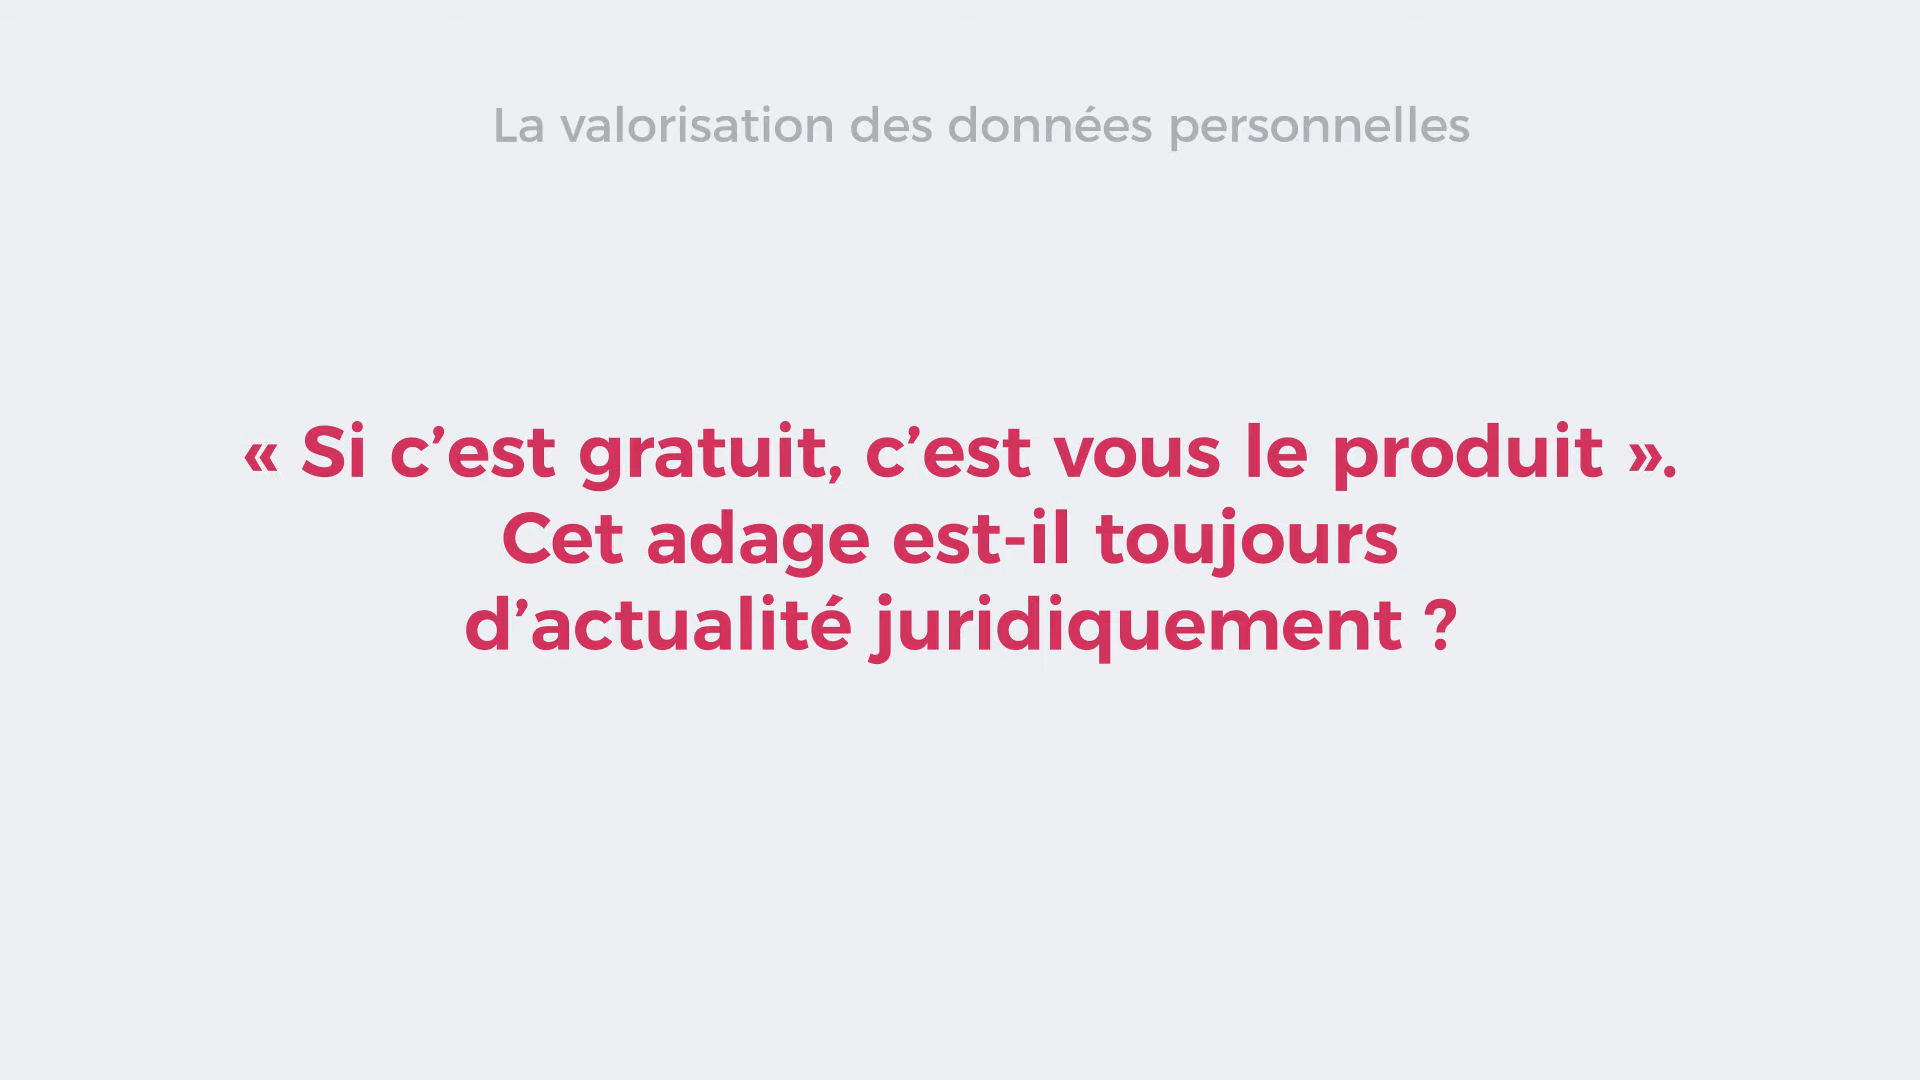 La valorisation des données personnelles
« Si c’est gratuit, c’est vous le produit ».
Cet adage est-il toujours
d’actualité juridiquement ?